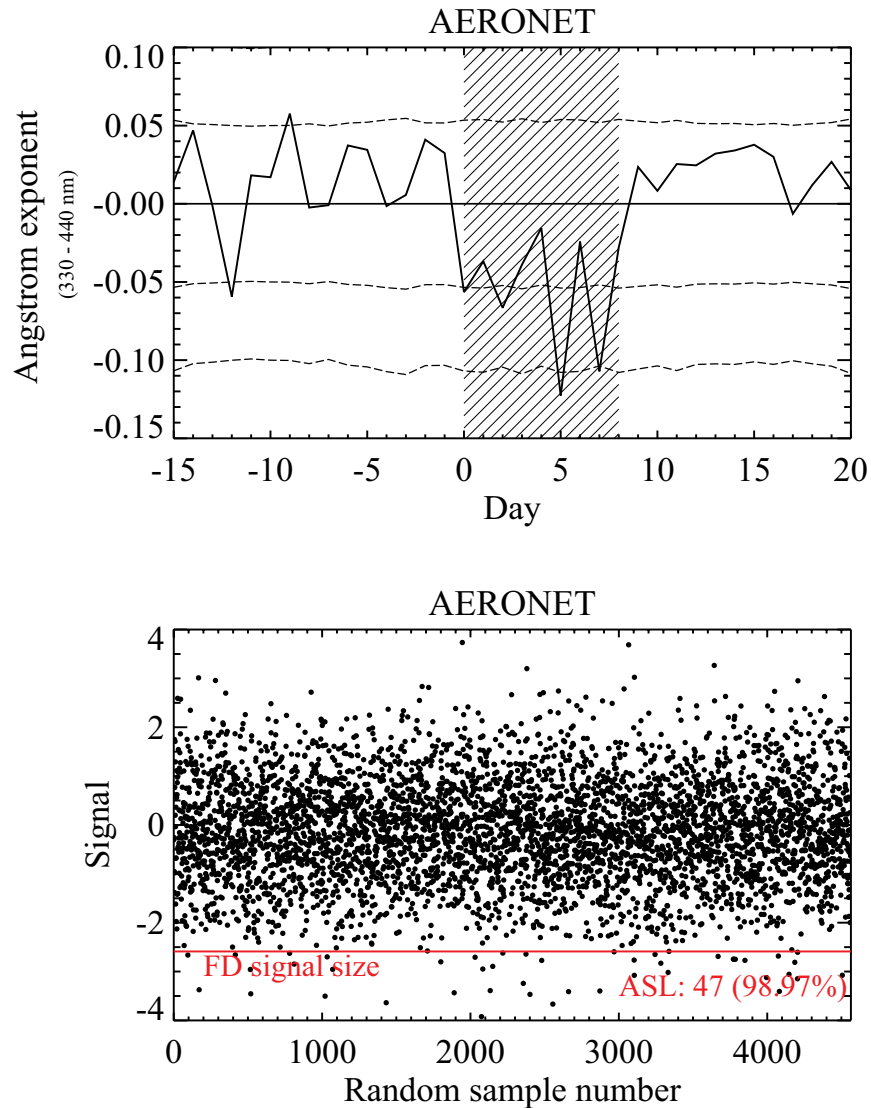 AERONET
0.10
0.05
-0.00
-0.05
-0.10
-0.15
Angstrom exponent
(330 - 440 nm)
-15 -10 -5 0 5 10 15 20
Day
AERONET
4
2
0
-2
-4
Signal
FD signal size
ASL: 47 (98.97%)
0 1000 2000 3000 4000
Random sample number